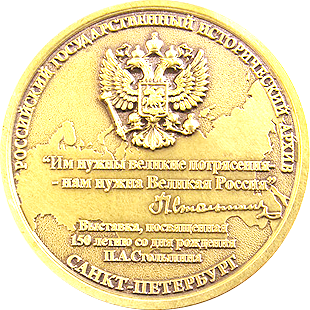 РОССИЙСКИЙ ГОСУДАРСТВЕННЫЙ ИСТОРИЧЕСКИЙ АРХИВ
“Им нужны великие потрясения-
- нам нужна Великая Россия”
П. Столыпин
Выставка, посвященная
150 летию со дня рождения
П.А.Столыпина
САНКТ-ПЕТЕРБУРГ